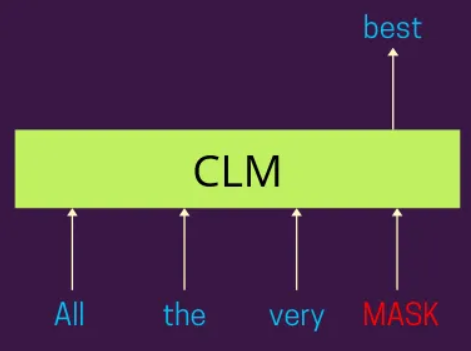 best
CLM
All the very MASK